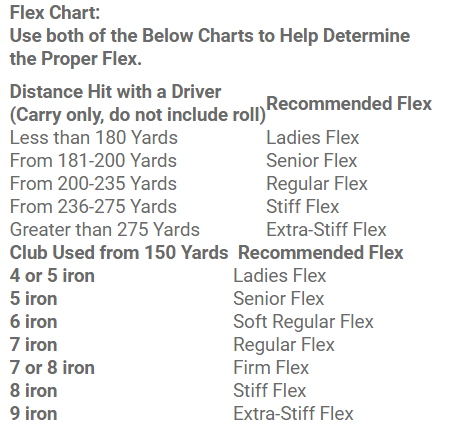 Flex Chart:
Use both of the Below Charts to Help Determine
the Proper Flex.
Distance Hit with a Driver
(Carry only, do not include roll) Recommended Flex
Less than 180 Yards Ladies Flex
From 181-200 Yards Senior Flex
From 200-235 Yards Regular Flex
From 236-275 Yards Stiff Flex
Greater than 275 Yards Extra-Stiff Flex
Club Used from 150 Yards Recommended Flex
4 or 5 iron Ladies Flex
5 iron Senior Flex
6 iron Soft Regular Flex
7 iron Regular Flex
7 or 8 iron Firm Flex
8 iron Stiff Flex
9 iron Extra-Stiff Flex